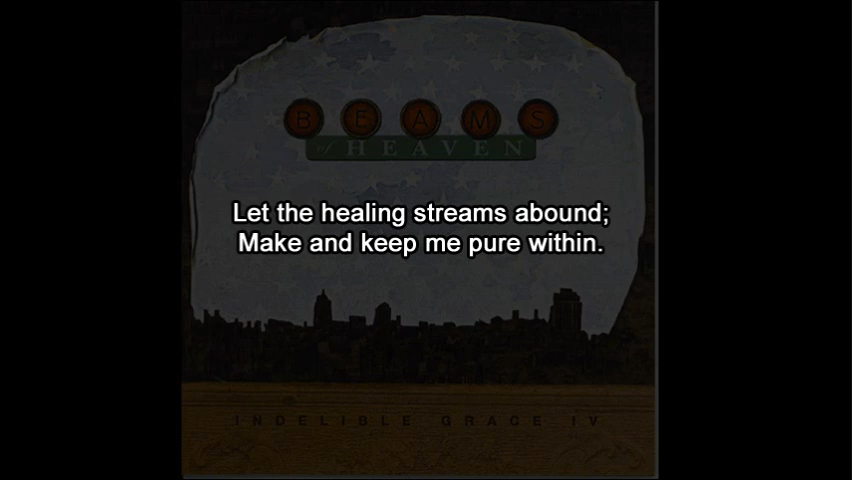 BEAMS
of HEAVEN
Let the healing streams abound;
Make and keep me pure within.
INDELIBLE GRACE IV